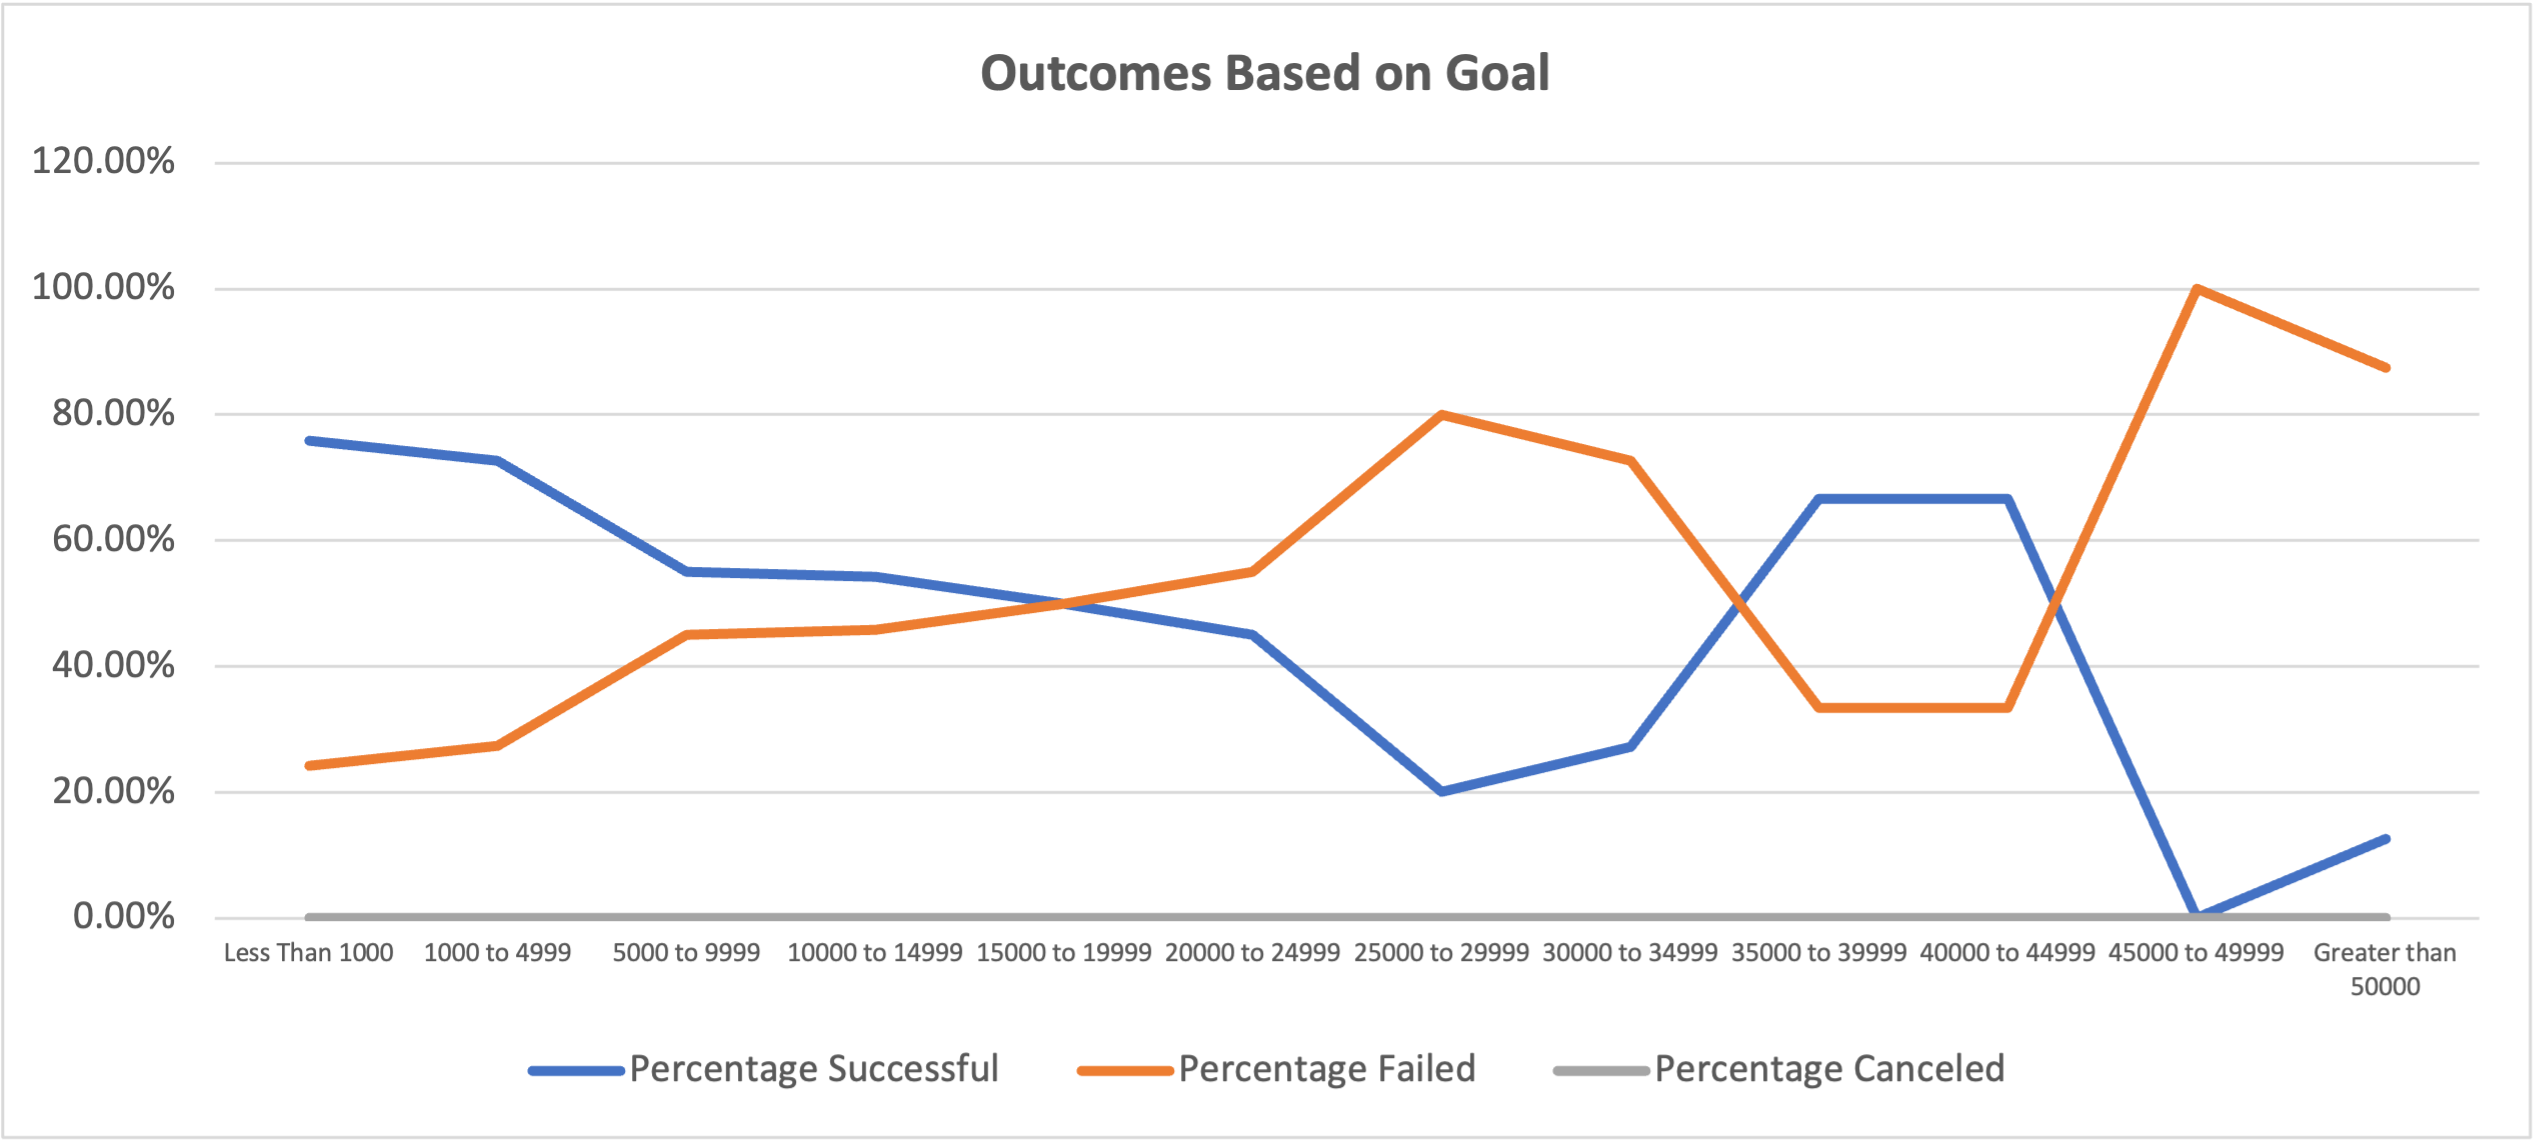 Outcomes Based on Goal
120.00%
100.00%
80.00%
60.00%
40.00%
20.00%
0.00%
Less Than 1000 1000 to 4999 5000 to 9999 10000 to 14999 15000 to 19999 20000 to 24999 25000 to 29999 30000 to 34999 35000 to 39999 40000 to 44999 45000 to 49999 Greater than
50000
Percentage Successful Percentage Failed Percentage Canceled